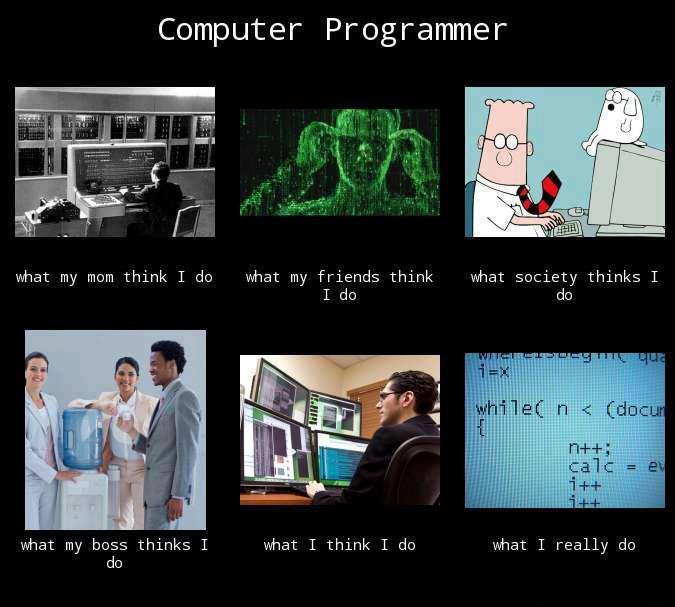 Computer Programmer
what my mom think I do
what my friends think
I do
what society thinks I
do
what my boss thinks I
do
what I think I do
i=x
while( n < (docum
{
n++;
calc = ev
i++
i++
what I really do